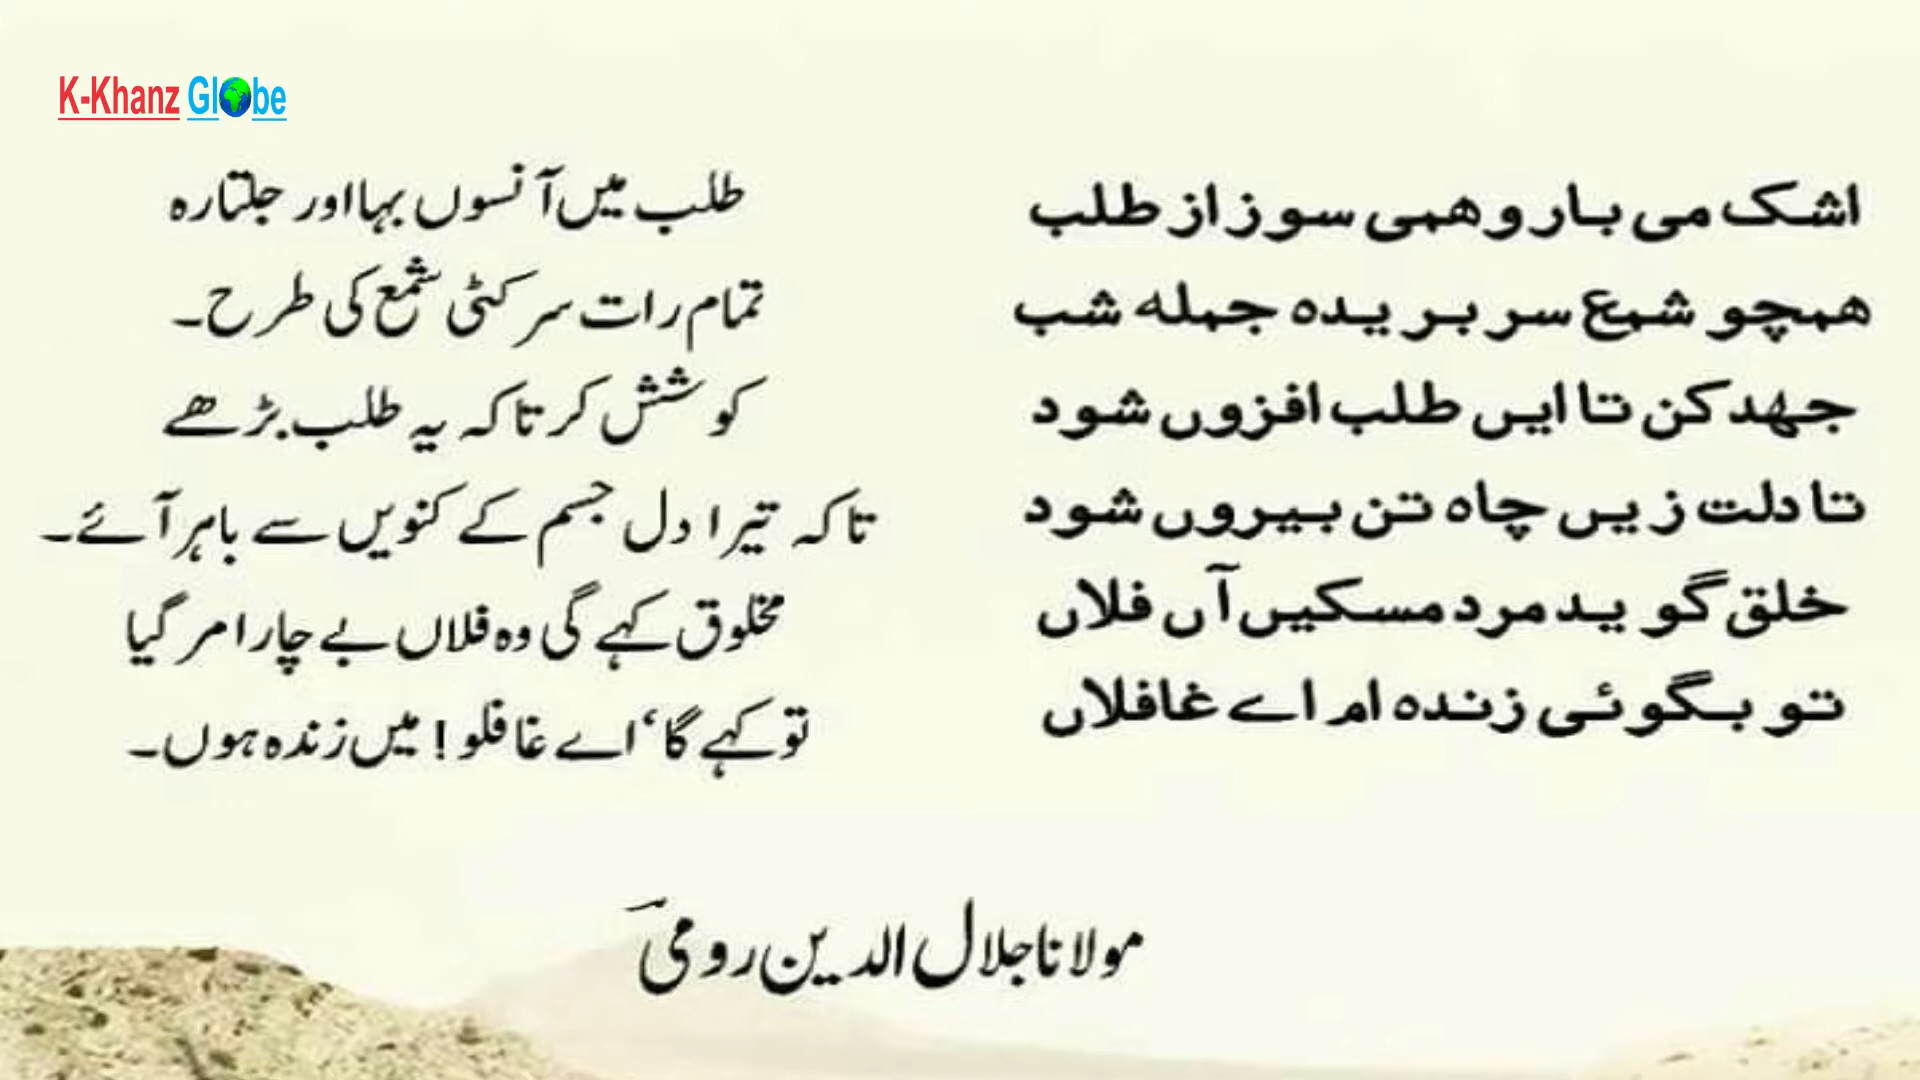 K-Khanz Globe
اشک می بار و همی سوز از طلب
همچو شمع سر بریده جمله شب
جهد کن تا ایں طلب افزوں شود
تا دلت زیں چاه تن بیروں شود
خلق گوید مرد مسکیں آں فلاں
تو بگوئی زنده ام اے غافلاں
طلب میں آنسوں بہا اور جلتا رہ
تمام رات سر کٹی شمع کی طرح۔
کوشش کر تاکہ یہ طلب بڑھے
تاکہ تیرا دل جسم کے کنویں سے باہر آئے۔
مخلوق کہے گی وہ فلاں بے چارا مر گیا
تو کہے گا، اے غافلو! میں زندہ ہوں۔
مولانا جلال الدین رومیؒ